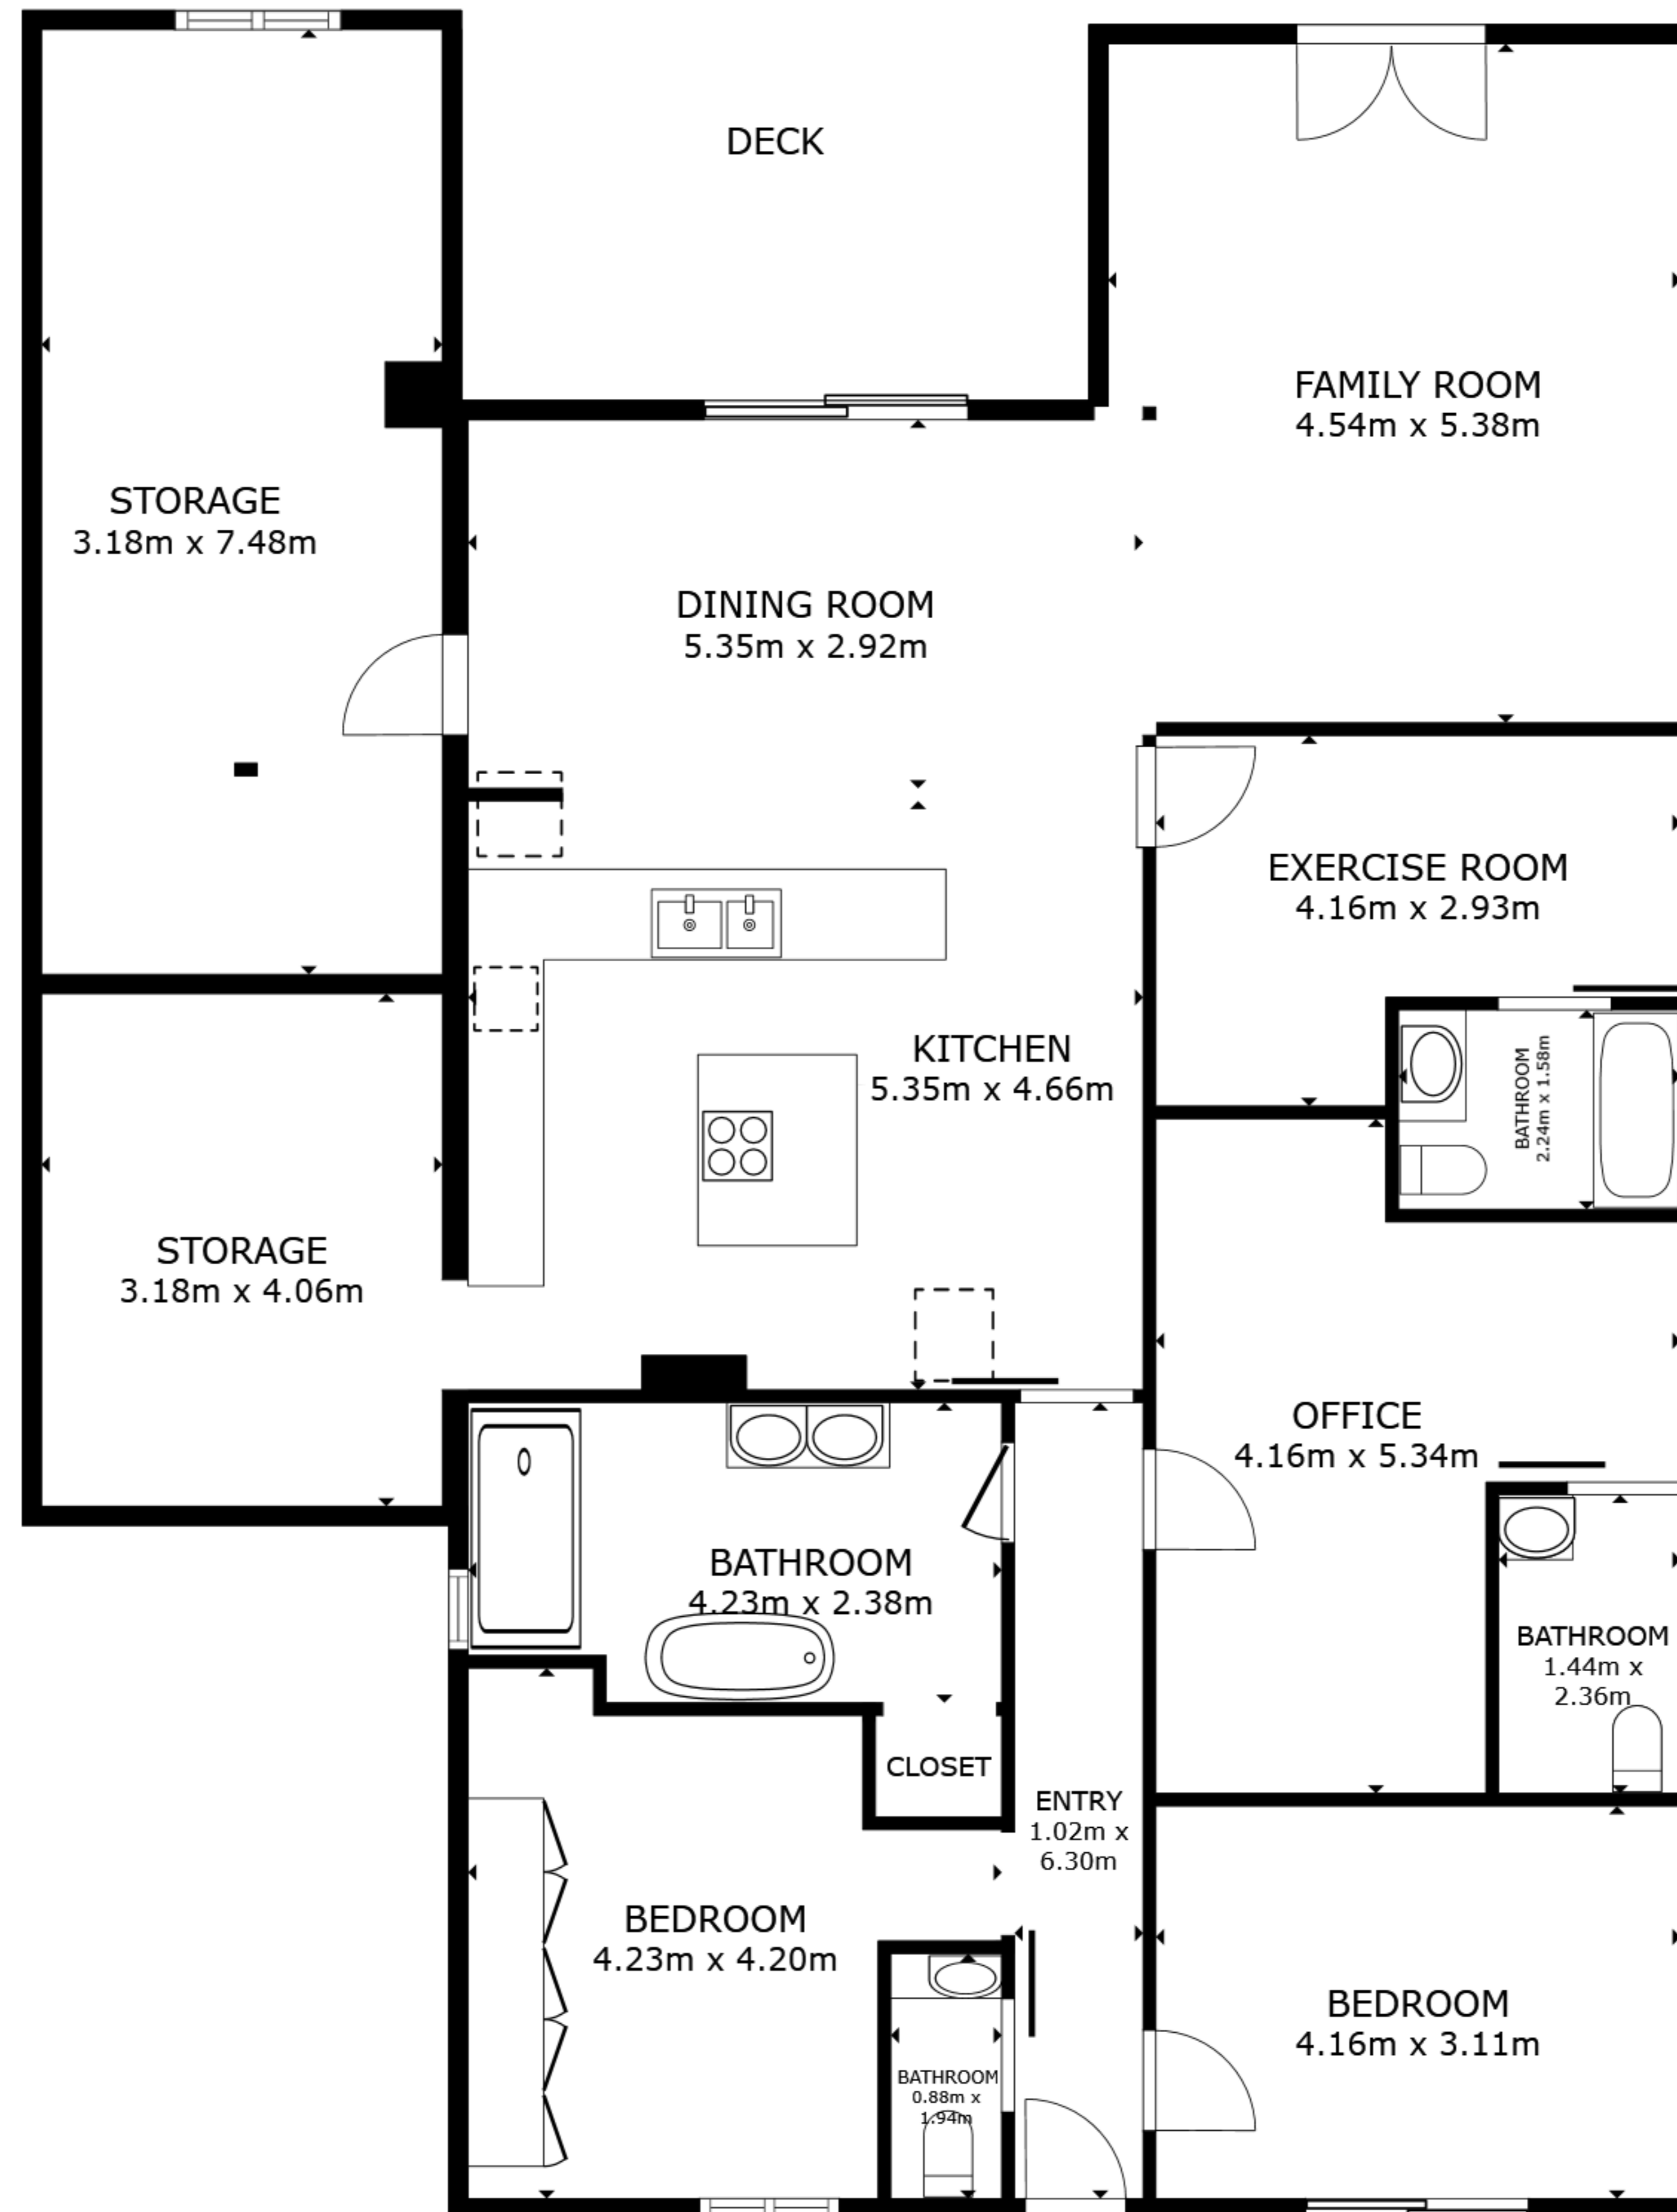 DECK
FAMILY ROOM
4.54m x 5.38m
STORAGE
3.18m x 7.48m
DINING ROOM
5.35m x 2.92m
EXERCISE ROOM
4.16m x 2.93m
KITCHEN
5.35m x 4.66m
BATHROOM
2.24m x 1.58m
STORAGE
3.18m x 4.06m
OFFICE
4.16m x 5.34m
BATHROOM
4.23m x 2.38m
BATHROOM
1.44m x
2.36m
CLOSET
ENTRY
1.02m x
6.30m
BEDROOM
4.23m x 4.20m
BEDROOM
4.16m x 3.11m
BATHROOM
0.88m x
1.94m